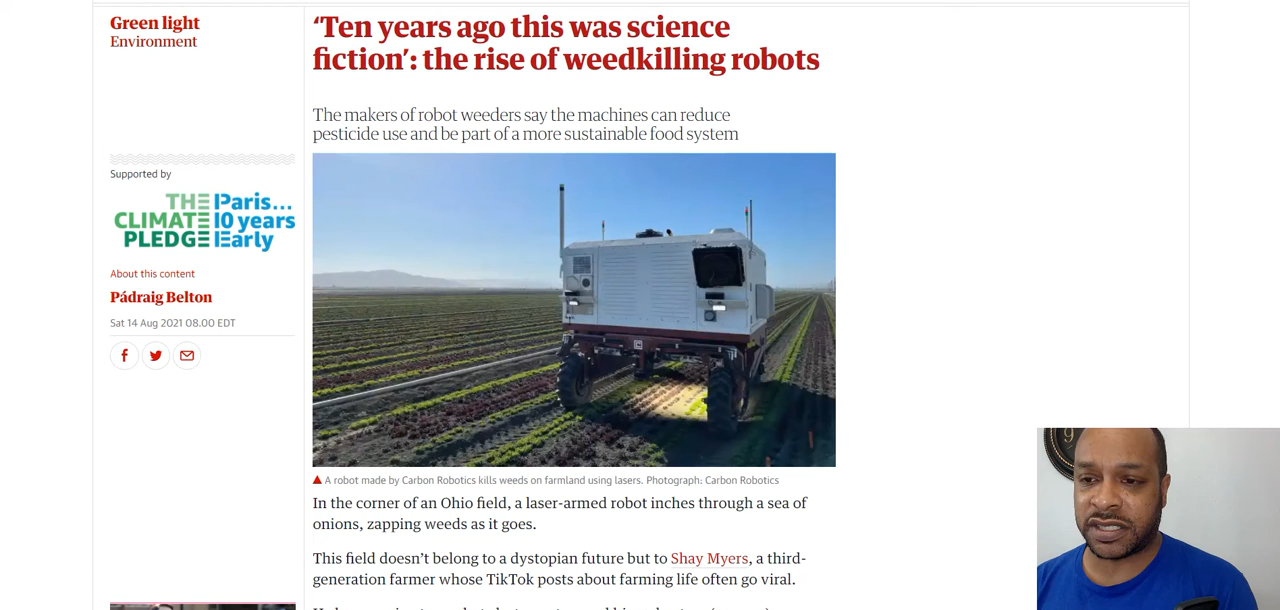 Green light
Environment
‘Ten years ago this was science
fiction’: the rise of weedkilling robots
The makers of robot weeders say the machines can reduce
pesticide use and be part of a more sustainable food system
Supported by
THE Paris...
CLIMATE 10 years
PLEDGE Early
About this content
Pádraig Belton
Sat 14 Aug 2021 08.00 EDT
A robot made by Carbon Robotics kills weeds on farmland using lasers. Photograph: Carbon Robotics
In the corner of an Ohio field, a laser-armed robot inches through a sea of
onions, zapping weeds as it goes.
This field doesn’t belong to a dystopian future but to Shay Myers, a third-
generation farmer whose TikTok posts about farming life often go viral.